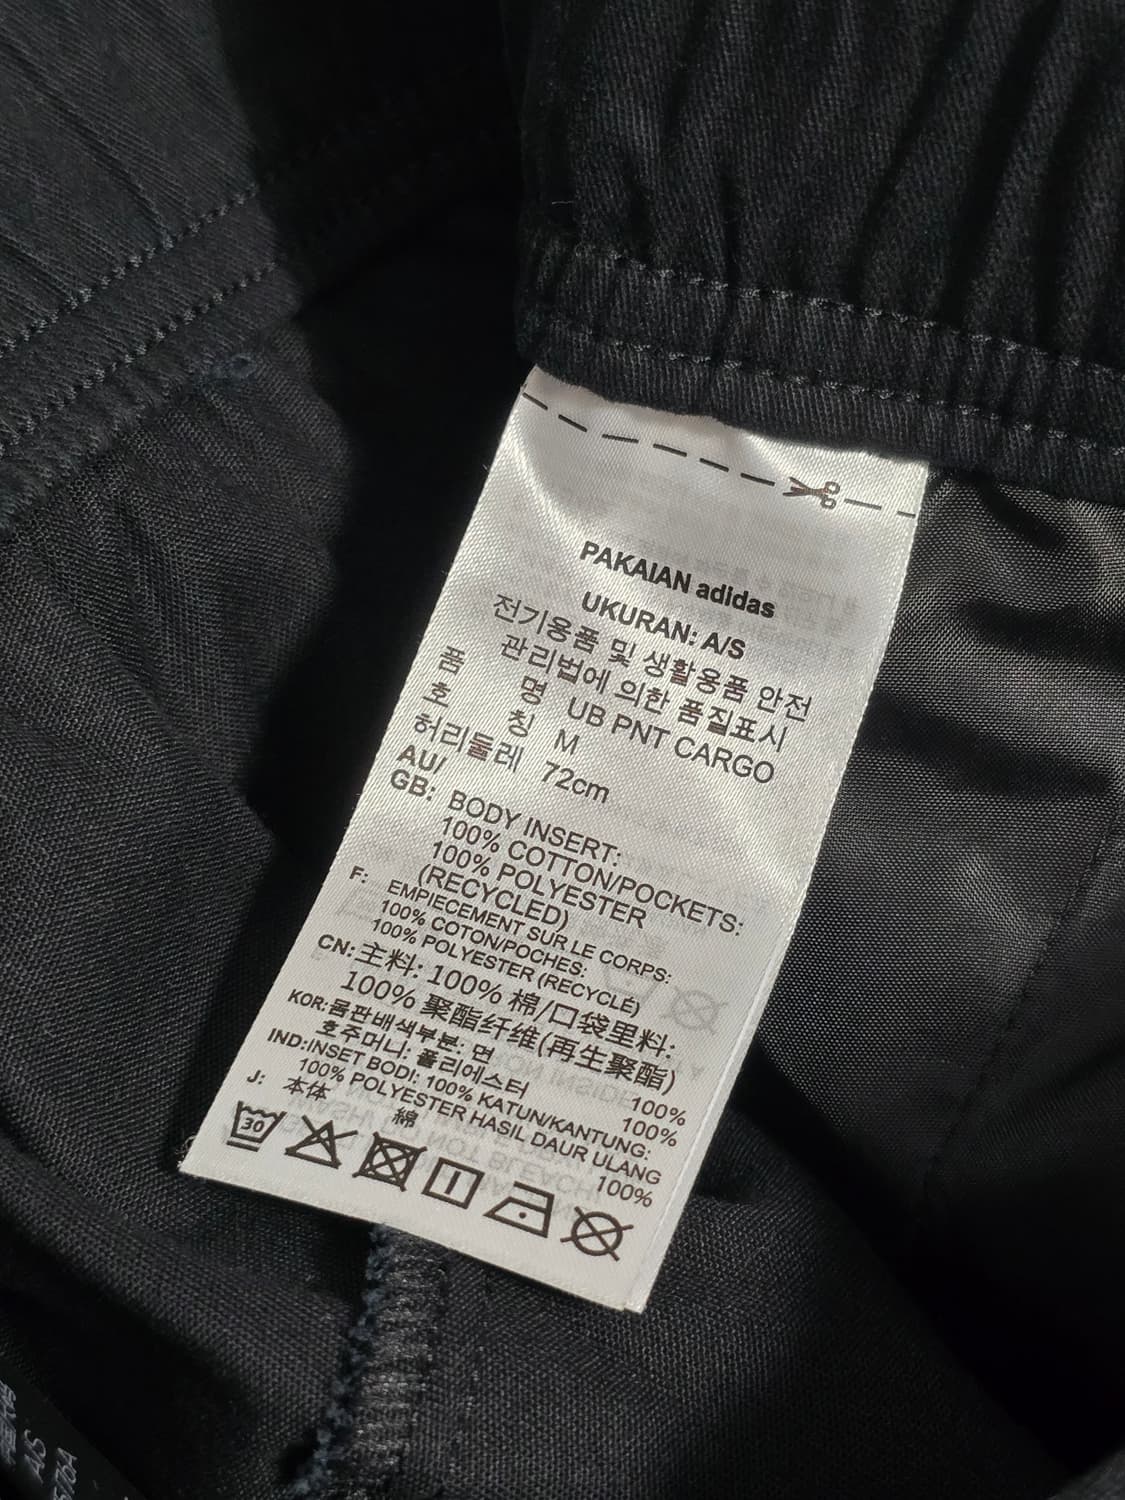 PAKAIAN adidas
UKURAN: A/S
전기용품 및 생활용품 안전
관리법에 의한 품질표시
품 명 UB PNT CARGO
호 칭 M
허리둘레 72cm
AU/
GB: BODY INSERT:
100% COTTON/POCKETS:
100% POLYESTER
(RECYCLED)
F: EMPIECEMENT SUR LE CORPS:
100% COTON/POCHES:
100% POLYESTER (RECYCLÉ)
CN: 主料: 100% 棉/口袋里料:
100% 聚酯纤维(再生聚酯)
KOR: 몸판배색부분: 면 100%
호주머니: 폴리에스터 100%
IND: INSET BODI: 100% KATUN/KANTUNG:
100% POLYESTER HASIL DAUR ULANG
J: 本体 綿 100%
30